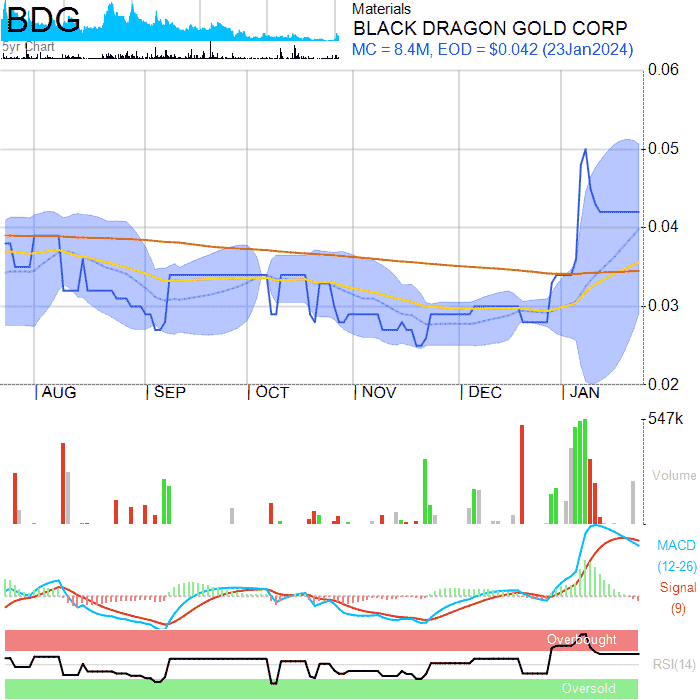 BDG
5yr Chart
Materials
BLACK DRAGON GOLD CORP
MC = 8.4M, EOD = $0.042 (23Jan2024)
0.06
0.05
0.04
0.03
0.02
AUG SEP OCT NOV DEC JAN
547k
Volume
MACD
(12-26)
Signal
(9)
Overbought
RSI(14)
Oversold